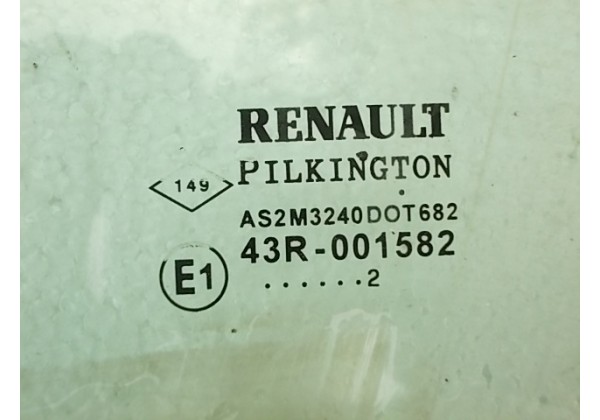 RENAULT
PILKINGTON
149
AS2M3240DOT682
43R-001582
E1
......2